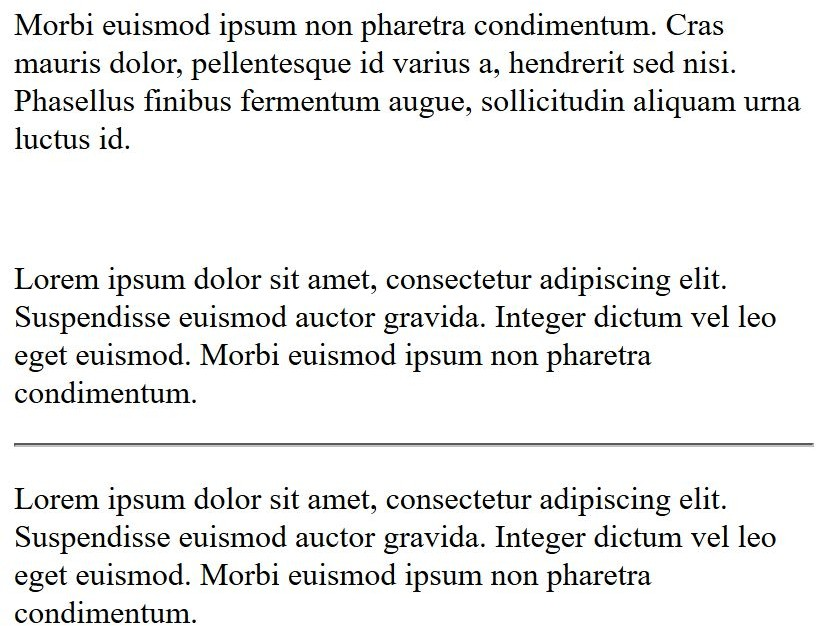 Morbi euismod ipsum non pharetra condimentum. Cras
mauris dolor, pellentesque id varius a, hendrerit sed nisi.
Phasellus finibus fermentum augue, sollicitudin aliquam urna
luctus id.
Lorem ipsum dolor sit amet, consectetur adipiscing elit.
Suspendisse euismod auctor gravida. Integer dictum vel leo
eget euismod. Morbi euismod ipsum non pharetra
condimentum.
Lorem ipsum dolor sit amet, consectetur adipiscing elit.
Suspendisse euismod auctor gravida. Integer dictum vel leo
eget euismod. Morbi euismod ipsum non pharetra
condimentum.